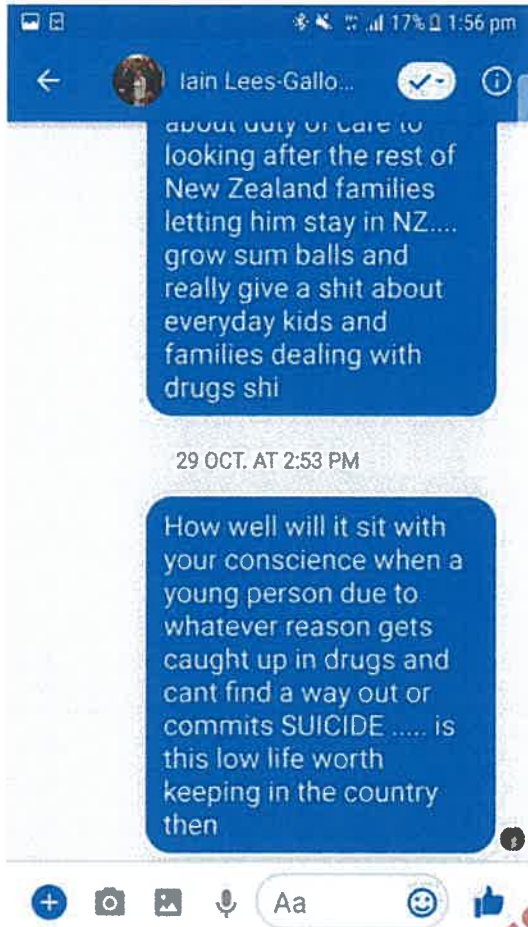 17% 1:56 pm
Iain Lees-Gallo...
about duty of care to
looking after the rest of
New Zealand families
letting him stay in NZ....
grow sum balls and
really give a shit about
everyday kids and
families dealing with
drugs shi
29 OCT. AT 2:53 PM
How well will it sit with
your conscience when a
young person due to
whatever reason gets
caught up in drugs and
cant find a way out or
commits SUICIDE ..... is
this low life worth
keeping in the country
then
Aa